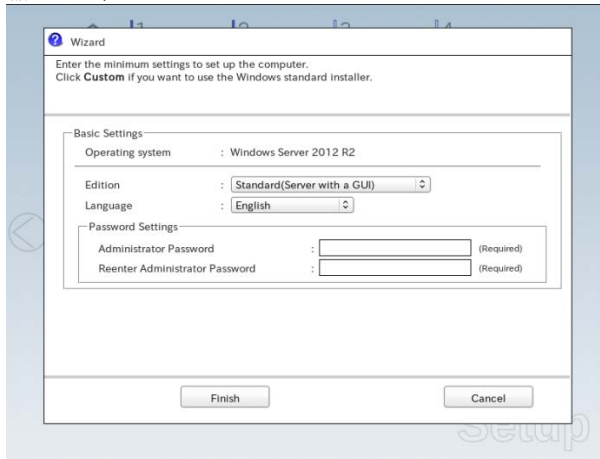 Wizard
Enter the minimum settings to set up the computer.
Click Custom if you want to use the Windows standard installer.
Basic Settings
Operating system : Windows Server 2012 R2
Edition : Standard(Server with a GUI)
Language : English
Password Settings
Administrator Password : (Required)
Reenter Administrator Password : (Required)
Finish Cancel
Setup